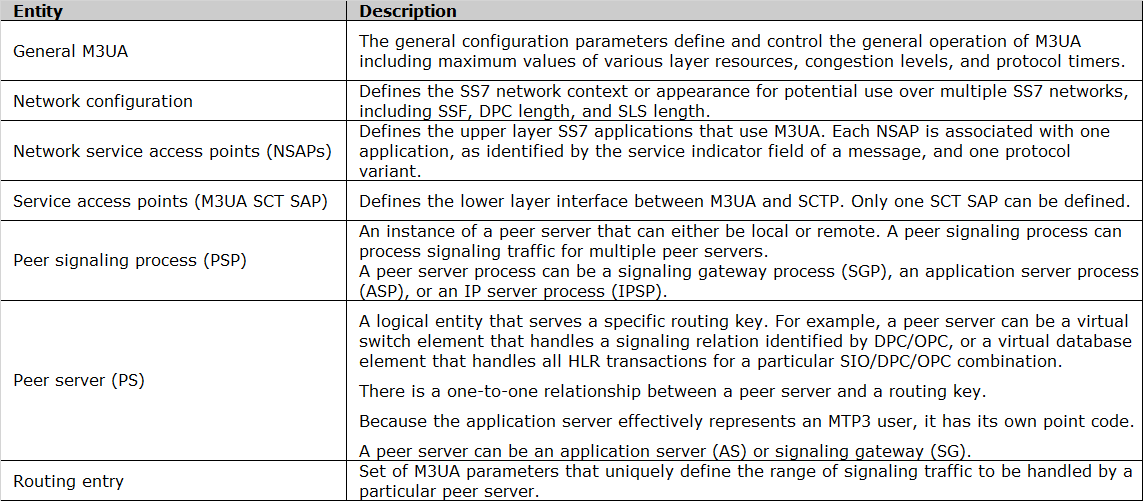 Entity Description
General M3UA
The general configuration parameters define and control the general operation of M3UA
including maximum values of various layer resources, congestion levels, and protocol timers.
Network configuration
Defines the SS7 network context or appearance for potential use over multiple SS7 networks,
including SSF, DPC length, and SLS length.
Network service access points (NSAPs)
Defines the upper layer SS7 applications that use M3UA. Each NSAP is associated with one
application, as identified by the service indicator field of a message, and one protocol
variant.
Service access points (M3UA SCT SAP)
Defines the lower layer interface between M3UA and SCTP. Only one SCT SAP can be defined.
Peer signaling process (PSP)
An instance of a peer server that can either be local or remote. A peer signaling process can
process signaling traffic for multiple peer servers.
A peer server process can be a signaling gateway process (SGP), an application server process
(ASP), or an IP server process (IPSP).
Peer server (PS)
A logical entity that serves a specific routing key. For example, a peer server can be a virtual
switch element that handles a signaling relation identified by DPC/OPC, or a virtual database
element that handles all HLR transactions for a particular SIO/DPC/OPC combination.
There is a one-to-one relationship between a peer server and a routing key.
Because the application server effectively represents an MTP3 user, it has its own point code.
A peer server can be an application server (AS) or signaling gateway (SG).
Routing entry
Set of M3UA parameters that uniquely define the range of signaling traffic to be handled by a
particular peer server.